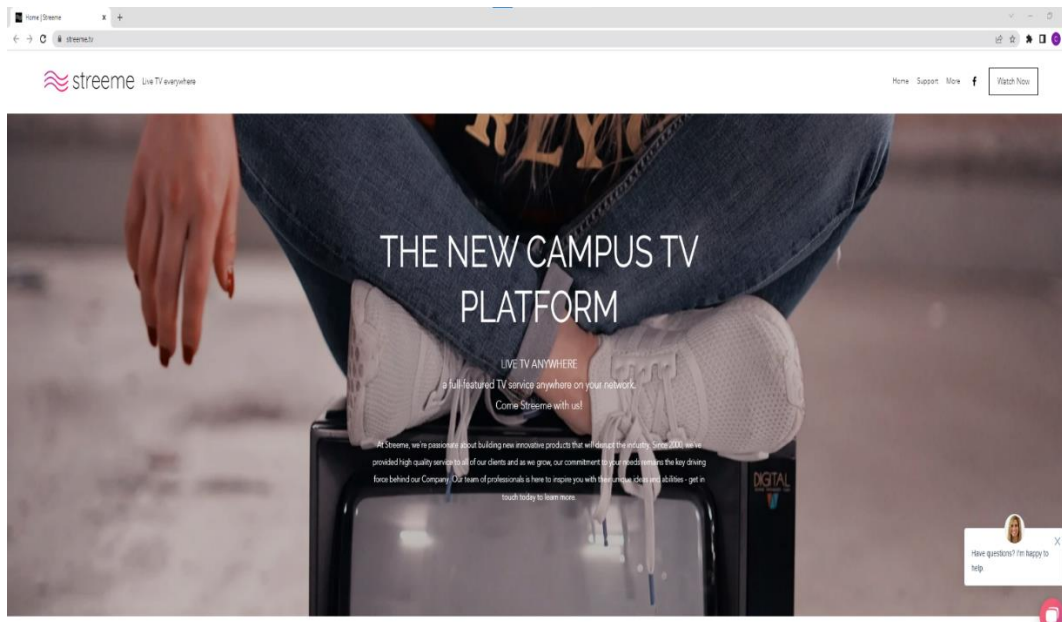 Home | Streeme
streeme.tv
streeme Live TV everywhere
Home Support More f Watch Now
THE NEW CAMPUS TV
PLATFORM
LIVE TV ANYWHERE
a full-featured TV service anywhere on your network.
Come Streeme with us!
At Streeme, we're passionate about building new innovative products that will disrupt the industry. Since 2000, we've
provided high quality service to all of our clients and as we grow, our commitment to your needs remains the key driving
force behind our Company. Our team of professionals is here to inspire you with their unique ideas and abilities - get in
touch today to learn more.
DIGITAL
Have questions? I'm happy to
help.